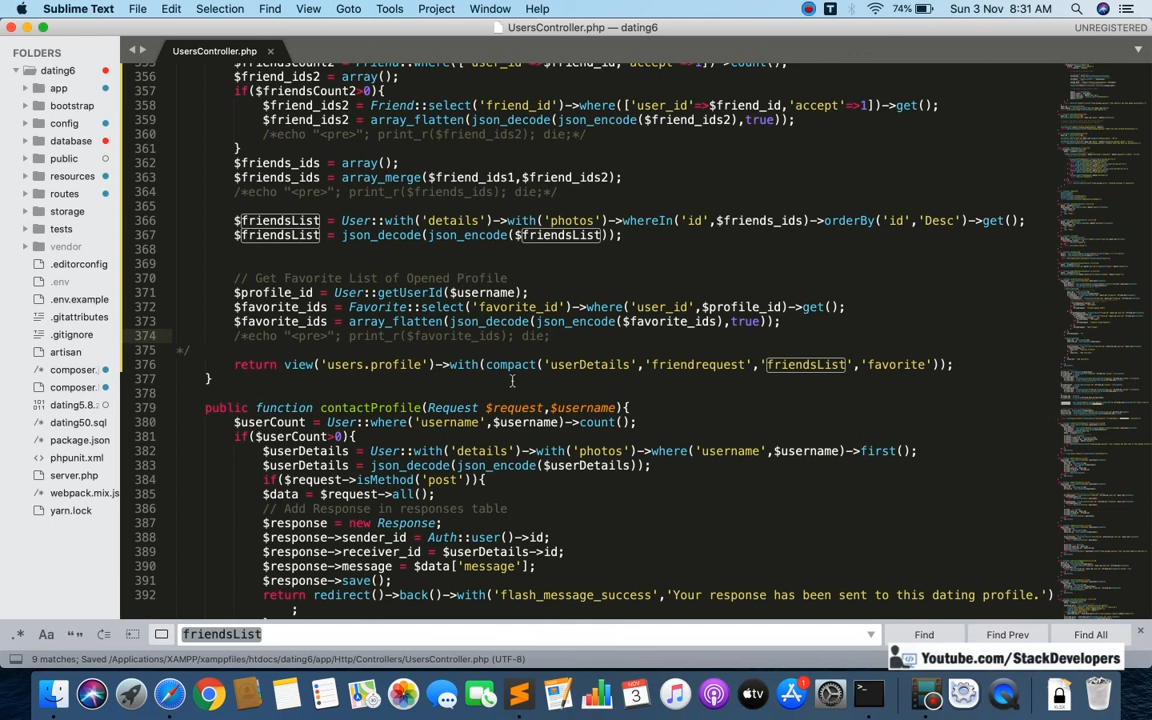 Sublime Text File Edit Selection Find View Goto Tools Project Window Help 74% Sun 3 Nov 8:31 AM
UsersController.php — dating6 UNREGISTERED
FOLDERS
dating6
app
bootstrap
config
database
public
resources
routes
storage
tests
vendor
.editorconfig
.env
.env.example
.gitattributes
.gitignore
artisan
composer.
composer.
dating5.8.
dating50.sql
package.json
phpunit.xml
server.php
webpack.mix.js
yarn.lock
UsersController.php ×
356 $friend_ids2 = array();
357 if($friendsCount2>0){
358 $friend_ids2 = Friend::select('friend_id')->where(['user_id'=>$friend_id,'accept'=>1])->get();
359 $friend_ids2 = array_flatten(json_decode(json_encode($friend_ids2),true));
360 /*echo "<pre>"; print_r($friend_ids2); die;*/
361 }
362 $friends_ids = array();
363 $friends_ids = array_merge($friend_ids1,$friend_ids2);
364 /*echo "<pre>"; print_r($friends_ids); die;*/
365
366 $friendsList = User::with('details')->with('photos')->whereIn('id',$friends_ids)->orderBy('id','Desc')->get();
367 $friendsList = json_decode(json_encode($friendsList));
368
369
370 // Get Favorite List of Opened Profile
371 $profile_id = User::getUserId($username);
372 $favorite_ids = Favorite::select('favorite_id')->where('user_id',$profile_id)->get();
373 $favorite_ids = array_flatten(json_decode(json_encode($favorite_ids),true));
374 /*echo "<pre>"; print_r($favorite_ids); die;
375 */
376 return view('users.profile')->with(compact('userDetails','friendrequest','friendsList','favorite'));
377 }
378
379 public function contactProfile(Request $request,$username){
380 $userCount = User::where('username',$username)->count();
381 if($userCount>0){
382 $userDetails = User::with('details')->with('photos')->where('username',$username)->first();
383 $userDetails = json_decode(json_encode($userDetails));
384 if($request->isMethod('post')){
385 $data = $request->all();
386 // Add Response in responses table
387 $response = new Response;
388 $response->sender_id = Auth::user()->id;
389 $response->receiver_id = $userDetails->id;
390 $response->message = $data['message'];
391 $response->save();
392 return redirect()->back()->with('flash_message_success','Your response has been sent to this dating profile.')
;
.* Aa “” friendsList Find Find Prev Find All ×
9 matches; Saved /Applications/XAMPP/xamppfiles/htdocs/dating6/app/Http/Controllers/UsersController.php (UTF-8)
Youtube.com/StackDevelopers